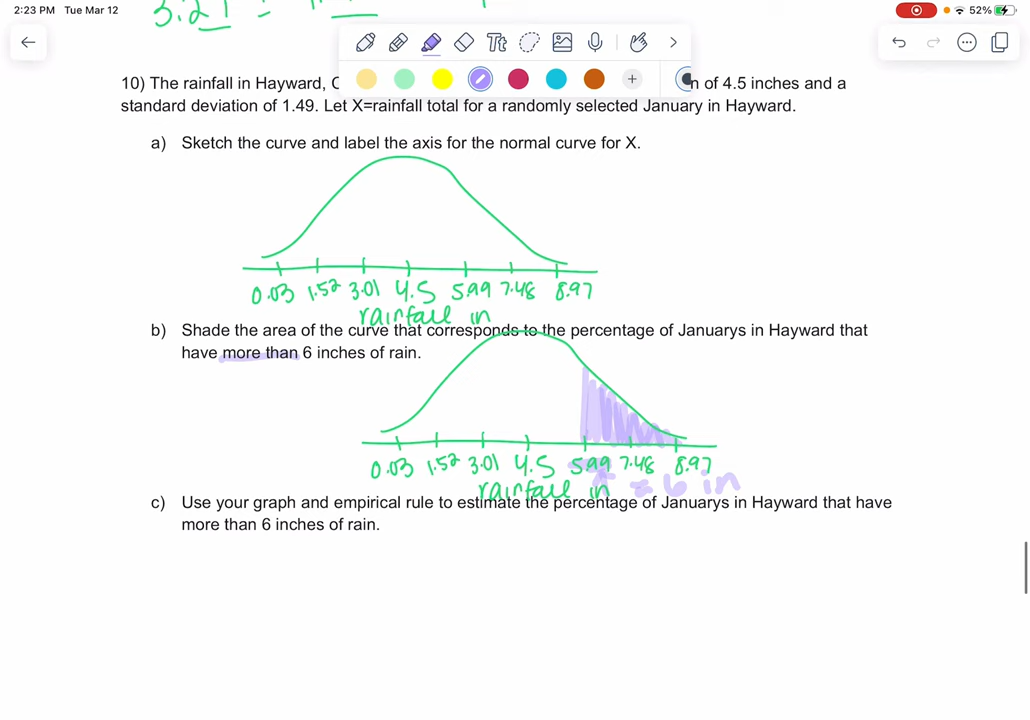 2:23 PM Tue Mar 12
52%
3.21 =
Tt
10) The rainfall in Hayward, C of 4.5 inches and a
standard deviation of 1.49. Let X=rainfall total for a randomly selected January in Hayward.
a) Sketch the curve and label the axis for the normal curve for X.
0.03 1.52 3.01 4.5 5.99 7.48 8.97
rainfall in
b) Shade the area of the curve that corresponds to the percentage of Januarys in Hayward that
have more than 6 inches of rain.
0.03 1.52 3.01 4.5 5.99 7.48 8.97
rainfall in ≈ 6 in
c) Use your graph and empirical rule to estimate the percentage of Januarys in Hayward that have
more than 6 inches of rain.